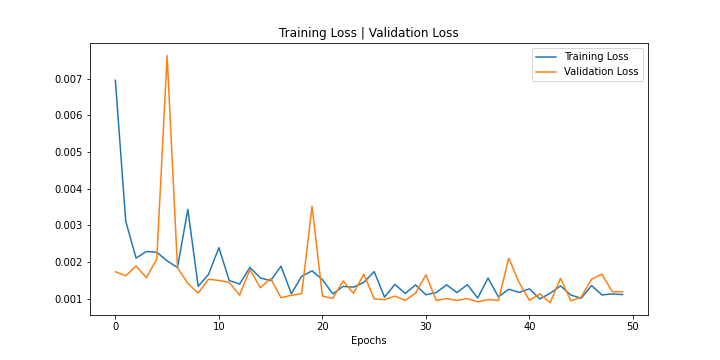 Training Loss | Validation Loss
Training Loss
Validation Loss
0.007
0.006
0.005
0.004
0.003
0.002
0.001
0 10 20 30 40 50
Epochs